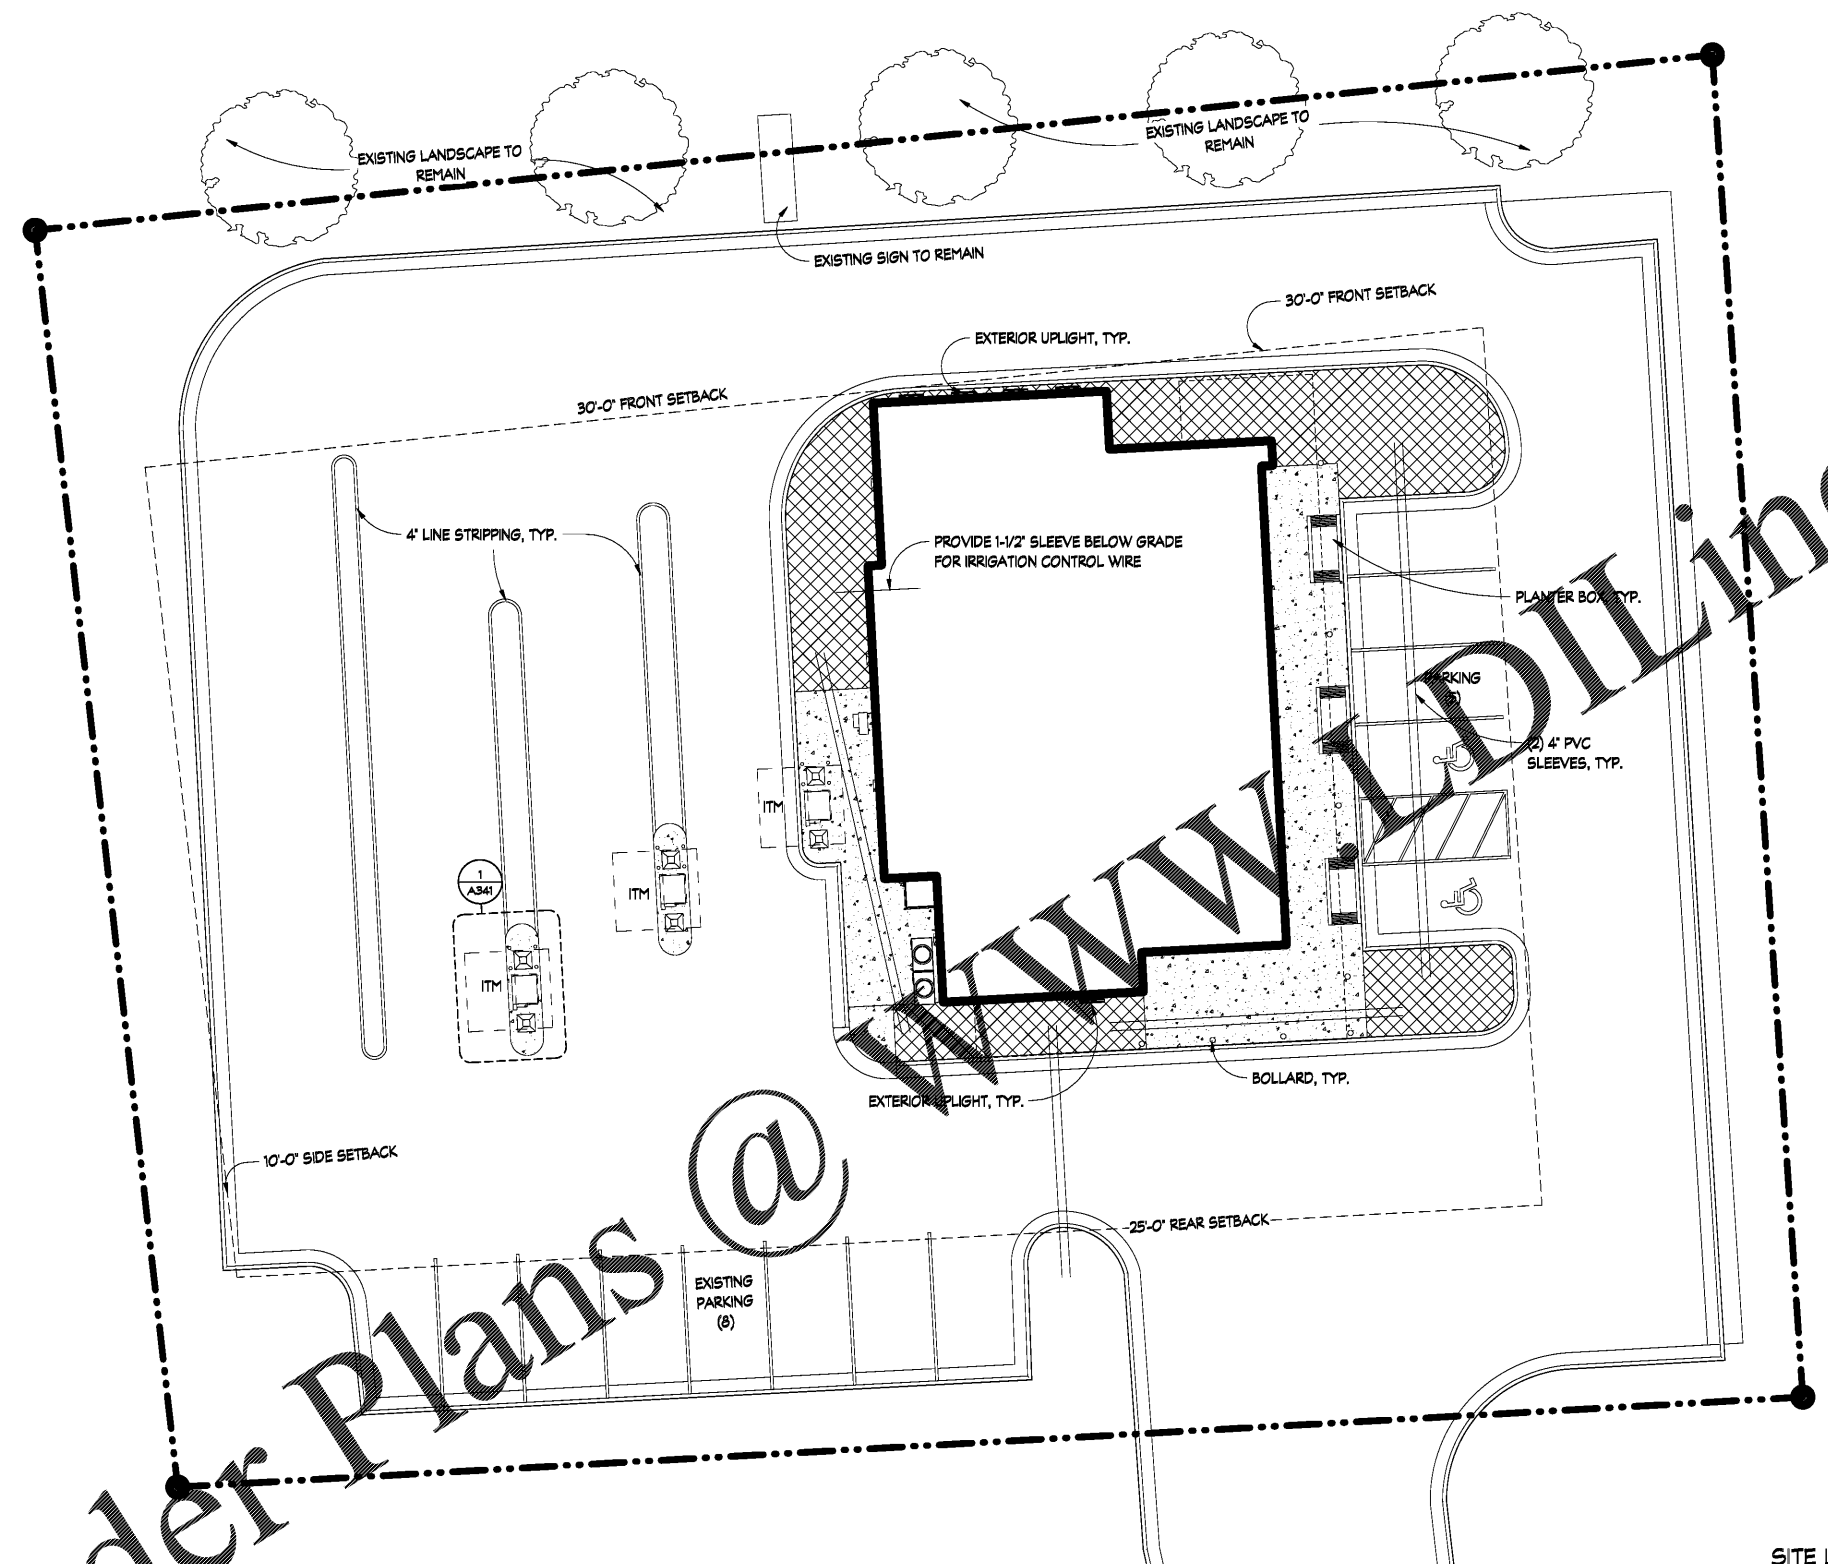 EXISTING LANDSCAPE TO
REMAIN
EXISTING LANDSCAPE TO
REMAIN
EXISTING SIGN TO REMAIN
30'-0" FRONT SETBACK
EXTERIOR UPLIGHT, TYP.
30'-0" FRONT SETBACK
4" LINE STRIPPING, TYP.
PROVIDE 1-1/2" SLEEVE BELOW GRADE
FOR IRRIGATION CONTROL WIRE
PLANTER BOX, TYP.
PARKING
(2) 4" PVC
SLEEVES, TYP.
ITM
ITM
1
A341
ITM
BOLLARD, TYP.
EXTERIOR UPLIGHT, TYP.
10'-0" SIDE SETBACK
25'-0" REAR SETBACK
EXISTING
PARKING
(8)
der Plans @ www.LDILine
SITE